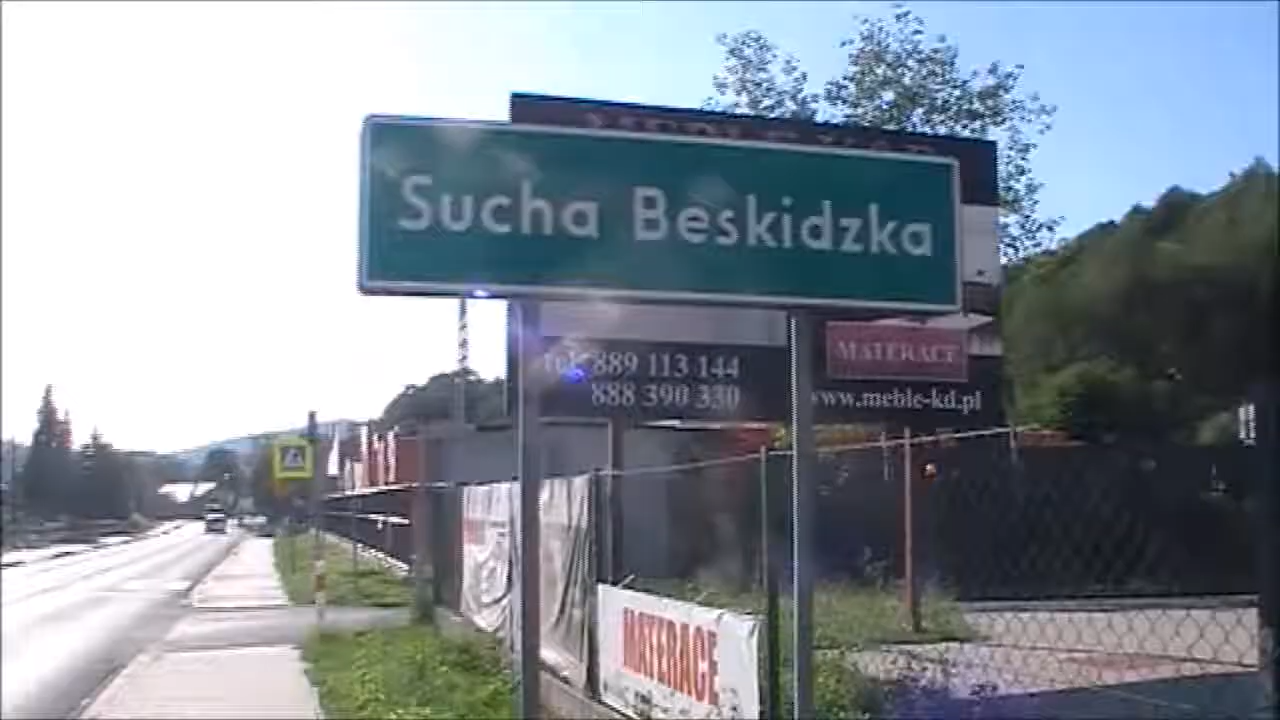 Sucha Beskidzka
tel. 889 113 144
888 390 330
MATERACE
www.meble-kd.pl
MATERACE